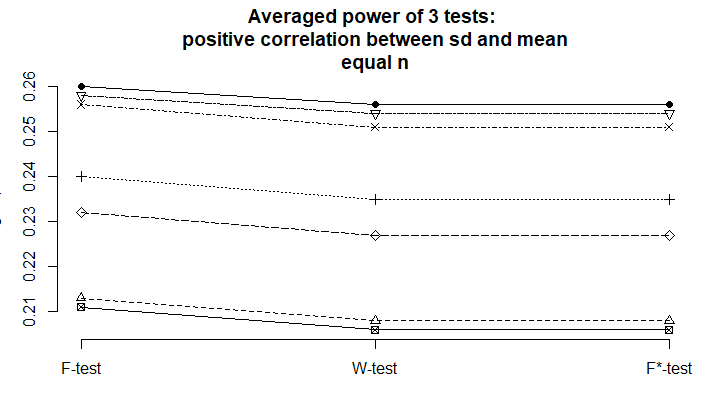 Averaged power of 3 tests:
positive correlation between sd and mean
equal n
0.26
0.25
0.24
0.23
0.22
0.21
F-test
W-test
F*-test